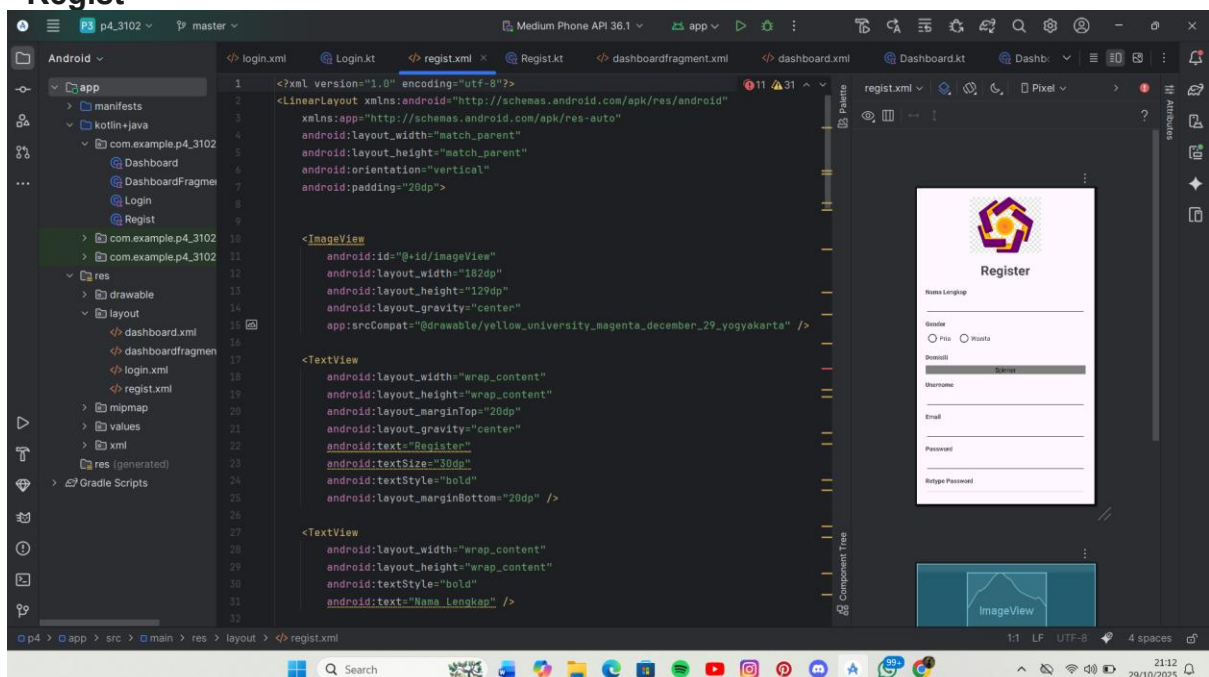 Regist
P3 p4_3102 master Medium Phone API 36.1 app
Android
login.xml Login.kt regist.xml Regist.kt dashboardfragment.xml dashboard.xml Dashboard.kt
app
manifests
kotlin+java
com.example.p4_3102
Dashboard
Login
Regist
com.example.p4_3102
com.example.p4_3102
res
drawable
layout
dashboard.xml
login.xml
regist.xml
mipmap
values
xml
res (generated)
Gradle Scripts
11 31
1 <?xml version="1.0" encoding="utf-8"?>
2 <LinearLayout xmlns:android="http://schemas.android.com/apk/res/android"
3 xmlns:app="http://schemas.android.com/apk/res-auto"
4 android:layout_width="match_parent"
5 android:layout_height="match_parent"
6 android:orientation="vertical"
7 android:padding="20dp">
8
9
10 <ImageView
11 android:id="@+id/imageView"
12 android:layout_width="182dp"
13 android:layout_height="129dp"
14 android:layout_gravity="center"
15 app:srcCompat="@drawable/yellow_university_magenta_december_29_yogyakarta" />
16
17 <TextView
18 android:layout_width="wrap_content"
19 android:layout_height="wrap_content"
20 android:layout_marginTop="20dp"
21 android:layout_gravity="center"
22 android:text="Register"
23 android:textSize="30dp"
24 android:textStyle="bold"
25 android:layout_marginBottom="20dp" />
26
27 <TextView
28 android:layout_width="wrap_content"
29 android:layout_height="wrap_content"
30 android:textStyle="bold"
31 android:text="Nama Lengkap" />
32
Palette
Component Tree
regist.xml Pixel
Attributes
Register
Nama Lengkap
Gender
Pria Wanita
Domisili
Spinner
Username
Email
Password
Retype Password
ImageView
p4 > app > src > main > res > layout > regist.xml
1:1 LF UTF-8 4 spaces
Search
99+
21:12
29/10/2025